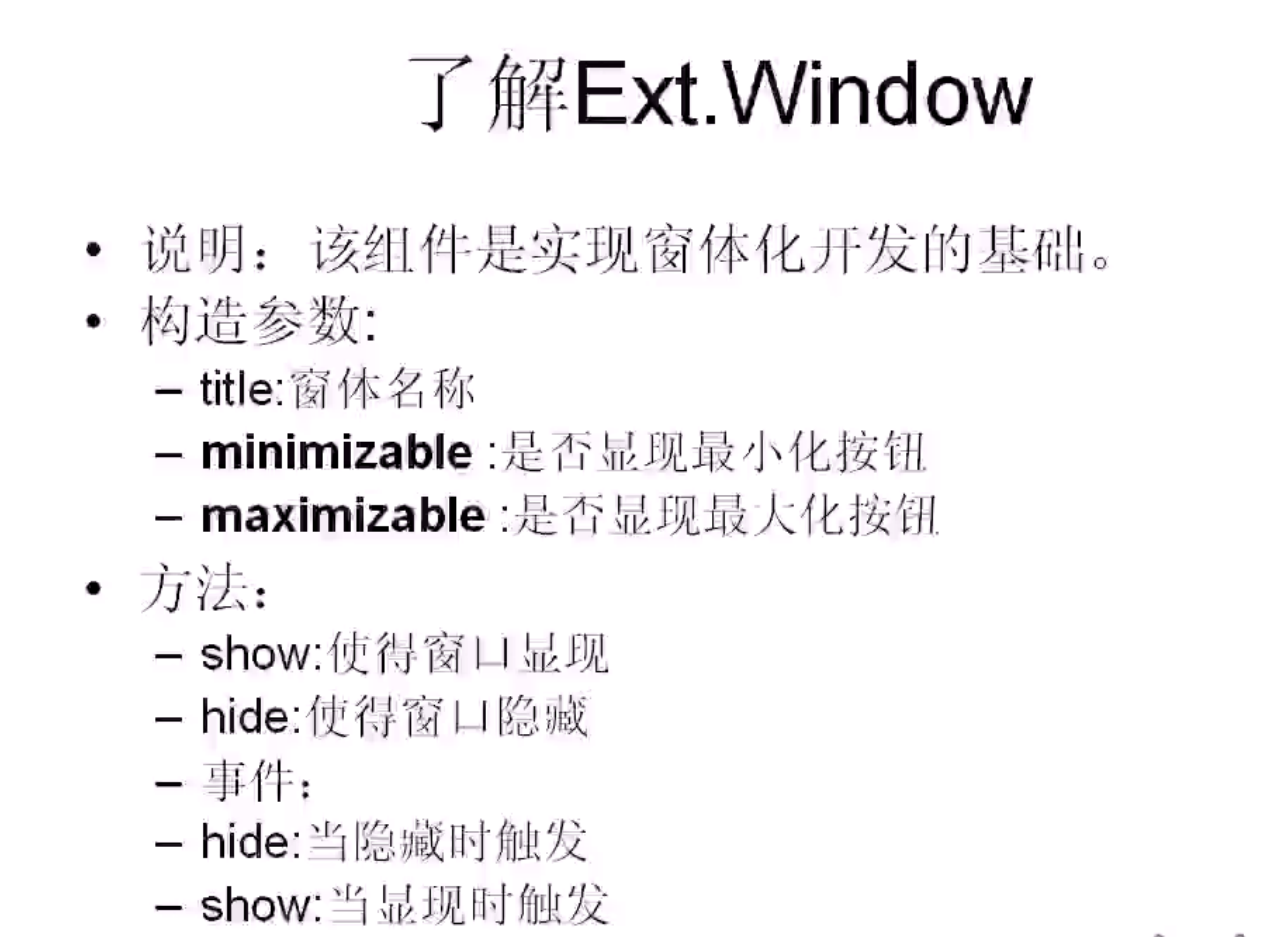 了解Ext.Window
• 说明：该组件是实现窗体化开发的基础。
• 构造参数:
– title:窗体名称
– minimizable :是否显现最小化按钮
– maximizable :是否显现最大化按钮
• 方法：
– show:使得窗口显现
– hide:使得窗口隐藏
– 事件：
– hide:当隐藏时触发
– show:当显现时触发